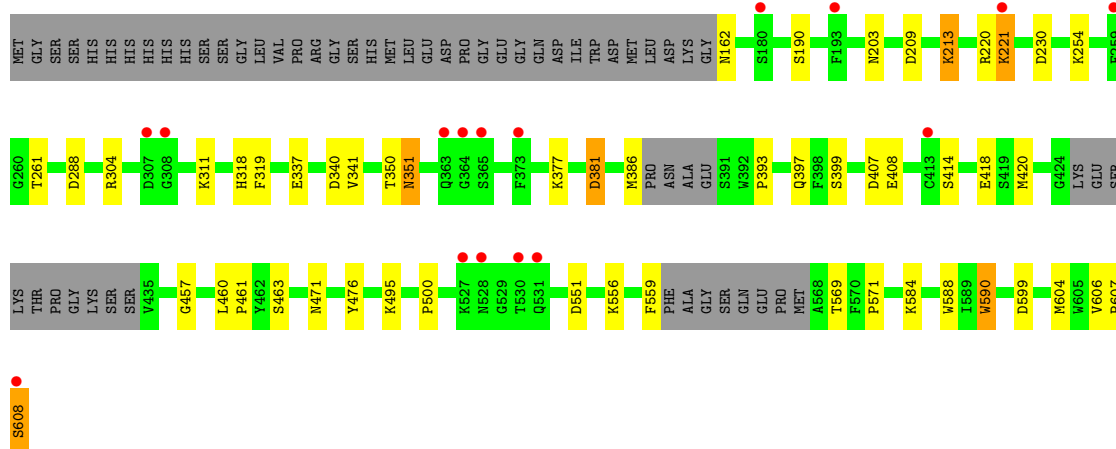 MET GLY SER SER HIS HIS HIS HIS HIS HIS SER SER GLY LEU VAL PRO ARG GLY SER HIS MET LEU GLU ASP PRO GLY GLU GLY GLN ASP ILE TRP ASP MET LEU ASP LYS GLY N162 S180 S190 F193 N203 D209 K213 R220 K221 D230 K254
G260 T261 D288 R304 D307 G308 K311 H318 F319 E337 D340 V341 T350 N351 Q363 G364 S365 F373 K377 D381 M386 PRO ASN ALA GLU S391 W392 P393 Q397 F398 S399 D407 E408 C413 S414 E418 S419 M420 G424 LYS GLU SER
LYS THR PRO GLY LYS SER SER V435 G457 L460 P461 Y462 S463 N471 Y476 K495 P500 K527 N528 G529 T530 Q531 D551 K556 F559 PHE ALA GLY SER GLN GLU PRO MET A568 T569 F570 P571 K584 W588 I589 W590 D599 M604 W605 V606
S608